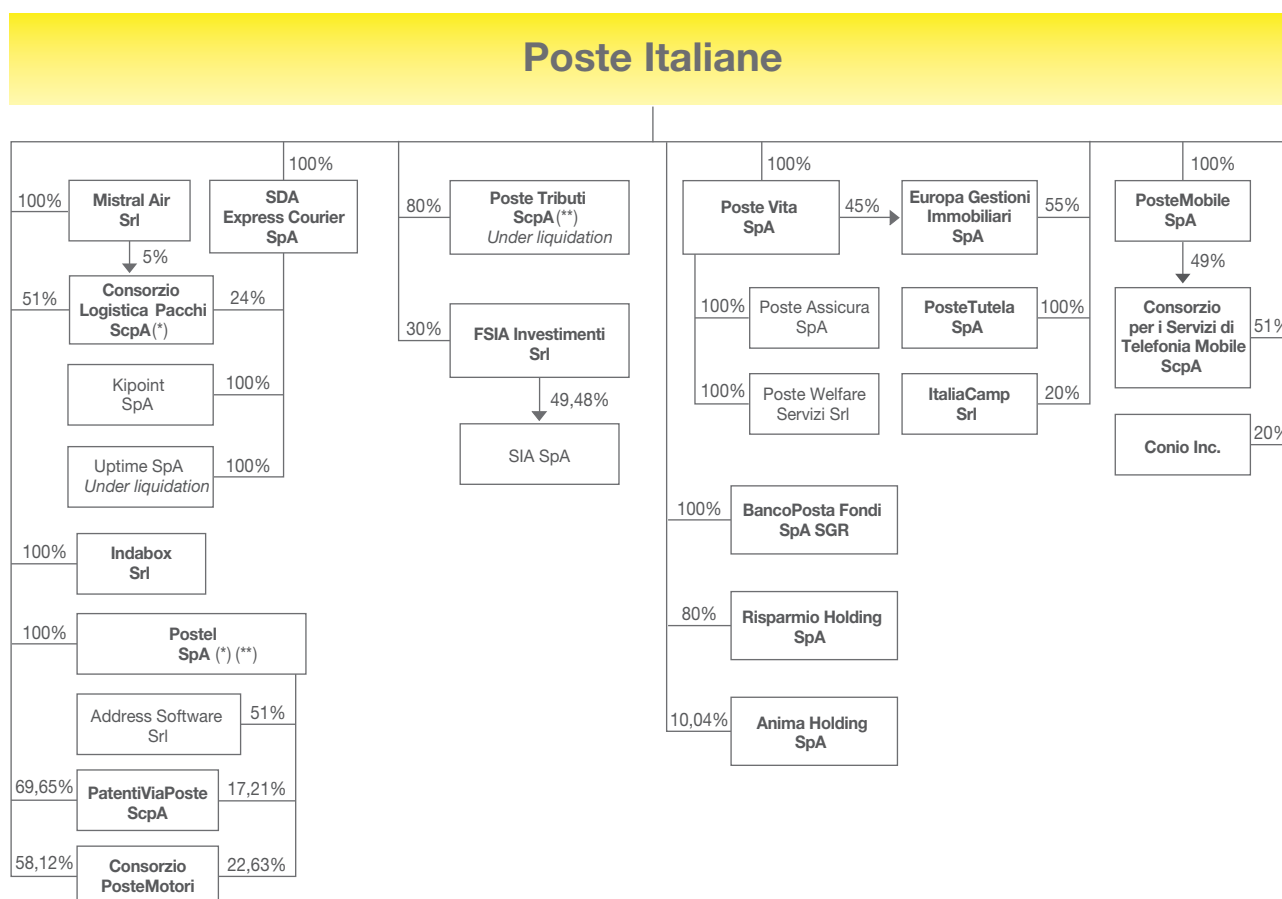 Poste Italiane
100%
Mistral Air
Srl
5%
51%
Consorzio
Logistica Pacchi
ScpA(*)
24%
100%
SDA
Express Courier
SpA
Kipoint
SpA
100%
Uptime SpA
Under liquidation
100%
100%
Indabox
Srl
100%
Postel
SpA (*) (**)
Address Software
Srl
51%
69,65%
PatentiViaPoste
ScpA
17,21%
58,12%
Consorzio
PosteMotori
22,63%
80%
Poste Tributi
ScpA(**)
Under liquidation
30%
FSIA Investimenti
Srl
49,48%
SIA SpA
100%
Poste Vita
SpA
45%
Europa Gestioni
Immobiliari
SpA
55%
100%
Poste Assicura
SpA
PosteTutela
SpA
100%
100%
Poste Welfare
Servizi Srl
ItaliaCamp
Srl
20%
100%
BancoPosta Fondi
SpA SGR
80%
Risparmio Holding
SpA
10,04%
Anima Holding
SpA
100%
PosteMobile
SpA
49%
Consorzio
per i Servizi di
Telefonia Mobile
ScpA
51%
Conio Inc.
20%